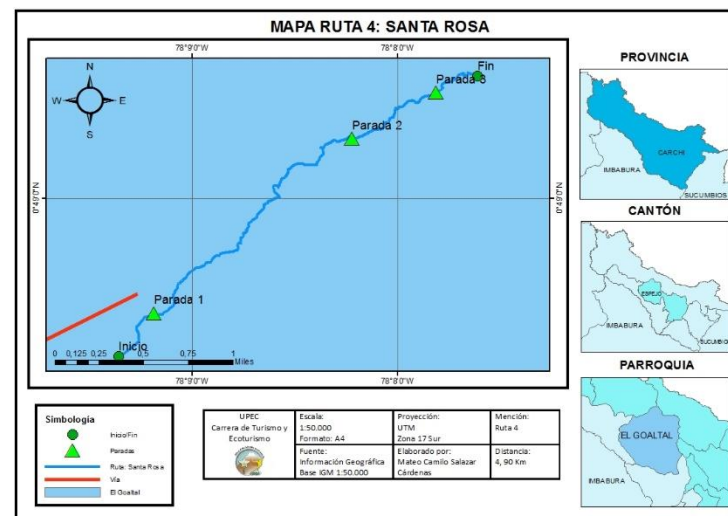 MAPA RUTA 4: SANTA ROSA
78°9'0"W
78°8'0"W
N
W
E
S
Fin
Parada 3
Parada 2
0°49'0"N
0°49'0"N
Parada 1
Inicio
0 0,125 0,25 0,5 0,75 1
Miles
78°9'0"W
78°8'0"W
PROVINCIA
CARCHI
IMBABURA
SUCUMBIOS
CANTÓN
ESPEJO
IMBABURA
SUCUMBIO
PARROQUIA
EL GOALTAL
IMBABURA
Simbología
Inicio/Fin
Paradas
Ruta: Santa Rosa
Vía
El Goaltal
UPEC
Carrera de Turismo y
Ecoturismo
Escala:
1:50.000
Formato: A4
Proyección:
UTM
Zona 17 Sur
Mención:
Ruta 4
Fuente:
Información Geográfica
Base IGM 1:50.000
Elaborado por:
Mateo Camilo Salazar
Cárdenas
Distancia:
4, 90 Km